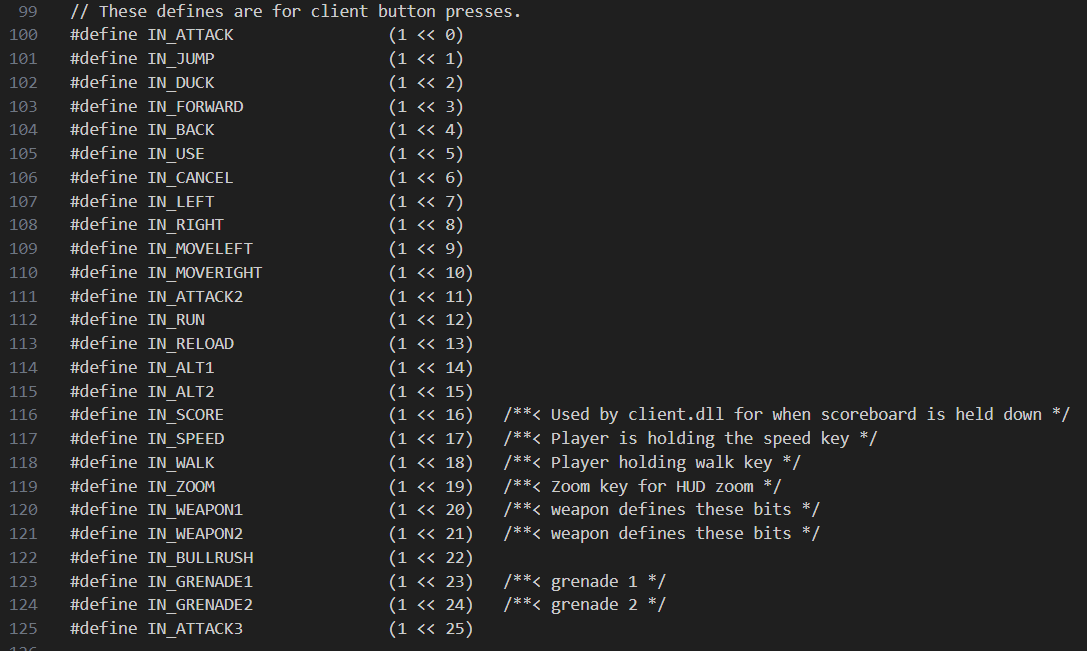 99 // These defines are for client button presses.
100 #define IN_ATTACK (1 << 0)
101 #define IN_JUMP (1 << 1)
102 #define IN_DUCK (1 << 2)
103 #define IN_FORWARD (1 << 3)
104 #define IN_BACK (1 << 4)
105 #define IN_USE (1 << 5)
106 #define IN_CANCEL (1 << 6)
107 #define IN_LEFT (1 << 7)
108 #define IN_RIGHT (1 << 8)
109 #define IN_MOVELEFT (1 << 9)
110 #define IN_MOVERIGHT (1 << 10)
111 #define IN_ATTACK2 (1 << 11)
112 #define IN_RUN (1 << 12)
113 #define IN_RELOAD (1 << 13)
114 #define IN_ALT1 (1 << 14)
115 #define IN_ALT2 (1 << 15)
116 #define IN_SCORE (1 << 16) /**< Used by client.dll for when scoreboard is held down */
117 #define IN_SPEED (1 << 17) /**< Player is holding the speed key */
118 #define IN_WALK (1 << 18) /**< Player holding walk key */
119 #define IN_ZOOM (1 << 19) /**< Zoom key for HUD zoom */
120 #define IN_WEAPON1 (1 << 20) /**< weapon defines these bits */
121 #define IN_WEAPON2 (1 << 21) /**< weapon defines these bits */
122 #define IN_BULLRUSH (1 << 22)
123 #define IN_GRENADE1 (1 << 23) /**< grenade 1 */
124 #define IN_GRENADE2 (1 << 24) /**< grenade 2 */
125 #define IN_ATTACK3 (1 << 25)